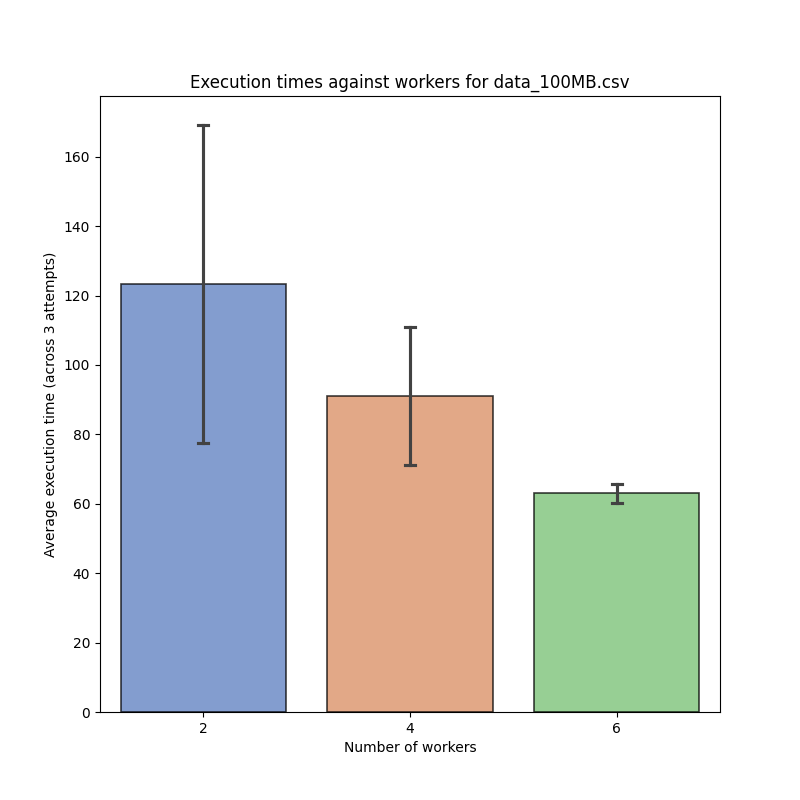 Execution times against workers for data_100MB.csv
Average execution time (across 3 attempts)
160
140
120
100
80
60
40
20
0
2 4 6
Number of workers